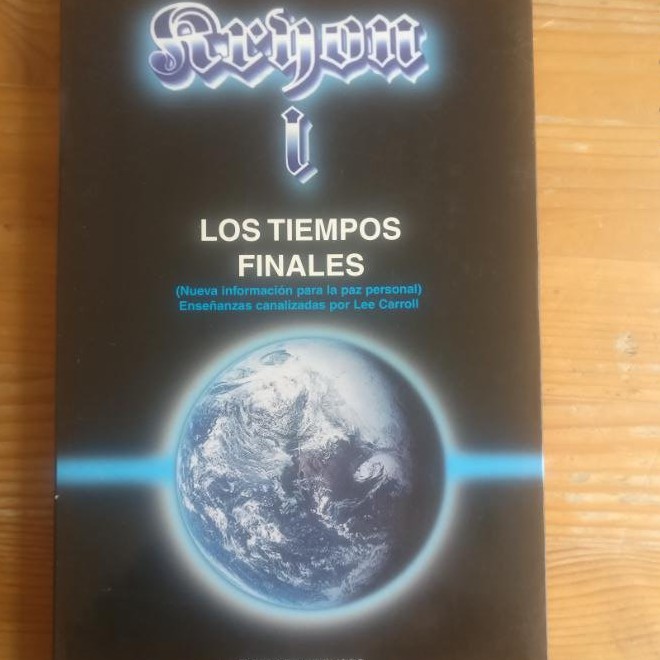 Kryon
I
LOS TIEMPOS
FINALES
(Nueva información para la paz personal)
Enseñanzas canalizadas por Lee Carroll